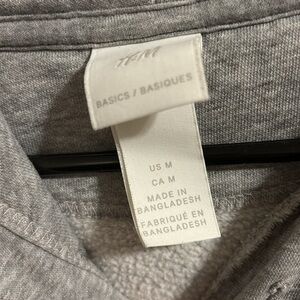 H&M
BASICS / BASIQUES
US M
CA M
MADE IN
BANGLADESH
FABRIQUÉ EN
BANGLADESH